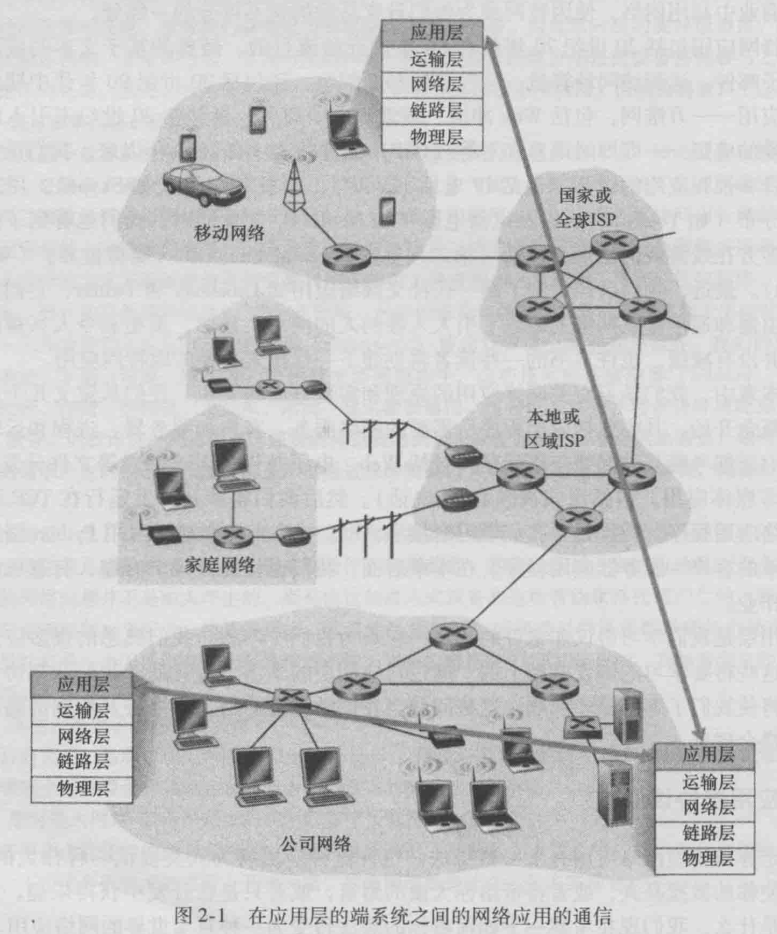 应用层
运输层
网络层
链路层
物理层
移动网络
国家或
全球ISP
本地或
区域ISP
家庭网络
应用层
运输层
网络层
链路层
物理层
公司网络
应用层
运输层
网络层
链路层
物理层
图2-1 在应用层的端系统之间的网络应用的通信